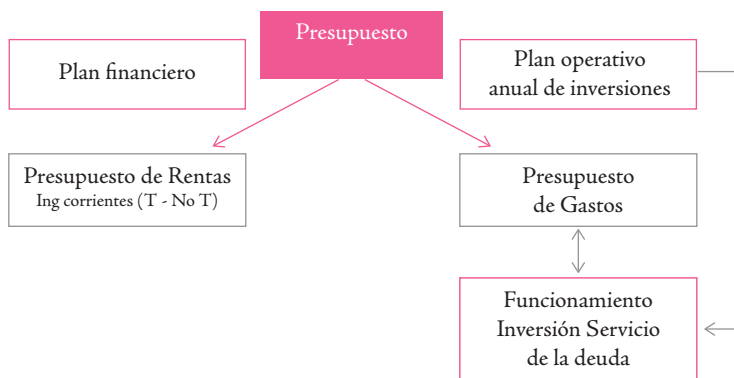 Presupuesto
Plan financiero
Plan operativo
anual de inversiones
Presupuesto de Rentas
Ing corrientes (T - No T)
Presupuesto
de Gastos
Funcionamiento
Inversión Servicio
de la deuda